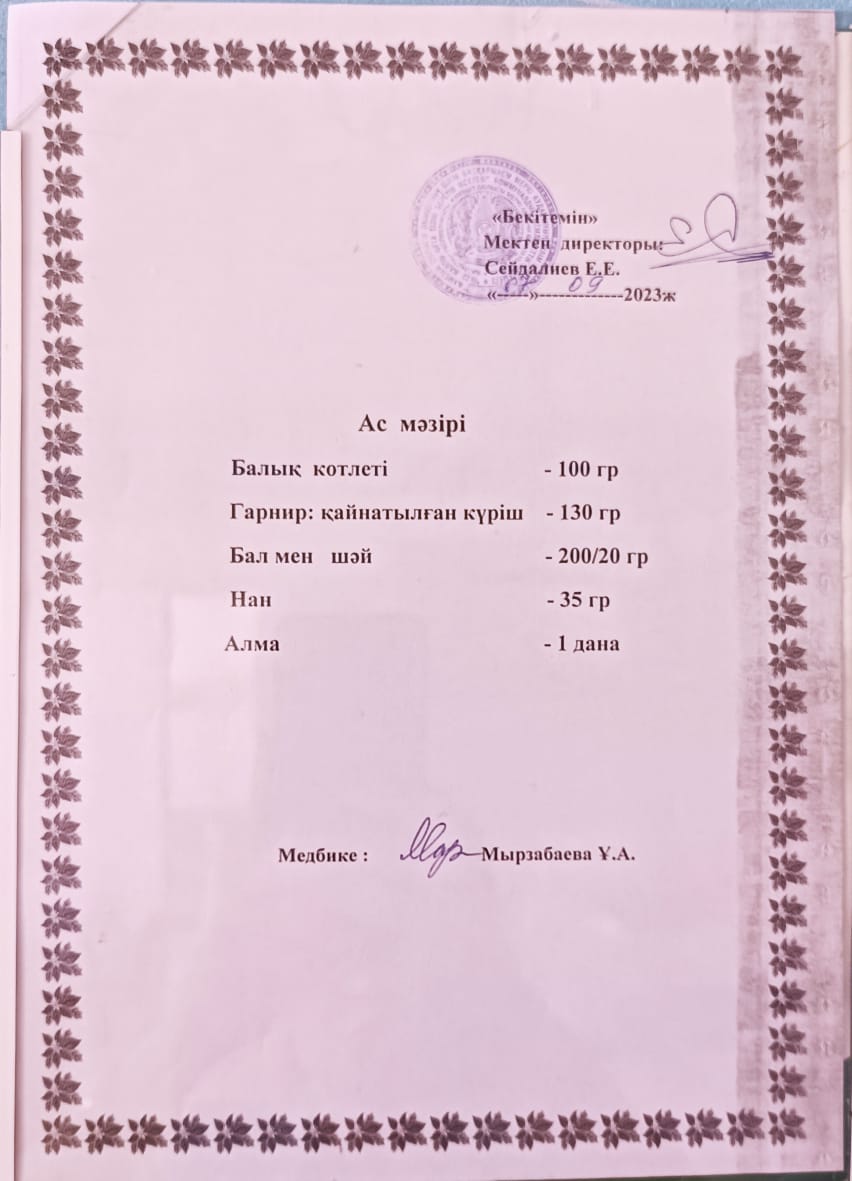 «Бекітемін»
Мектеп директоры:
Сейдалиев Е.Е.
«--07--»-----09--------2023ж
Ас мәзірі
Балық котлеті - 100 гр
Гарнир: қайнатылған күріш - 130 гр
Бал мен шәй - 200/20 гр
Нан - 35 гр
Алма - 1 дана
Медбике : Мырзабаева Ұ.А.